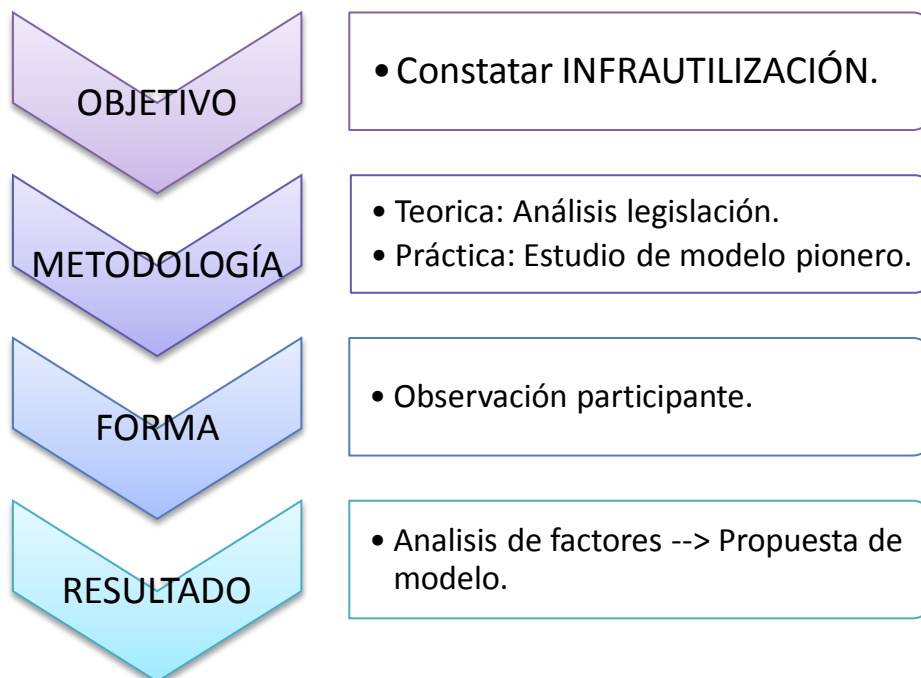 OBJETIVO
• Constatar INFRAUTILIZACIÓN.
METODOLOGÍA
• Teorica: Análisis legislación.
• Práctica: Estudio de modelo pionero.
FORMA
• Observación participante.
RESULTADO
• Analisis de factores --> Propuesta de
modelo.